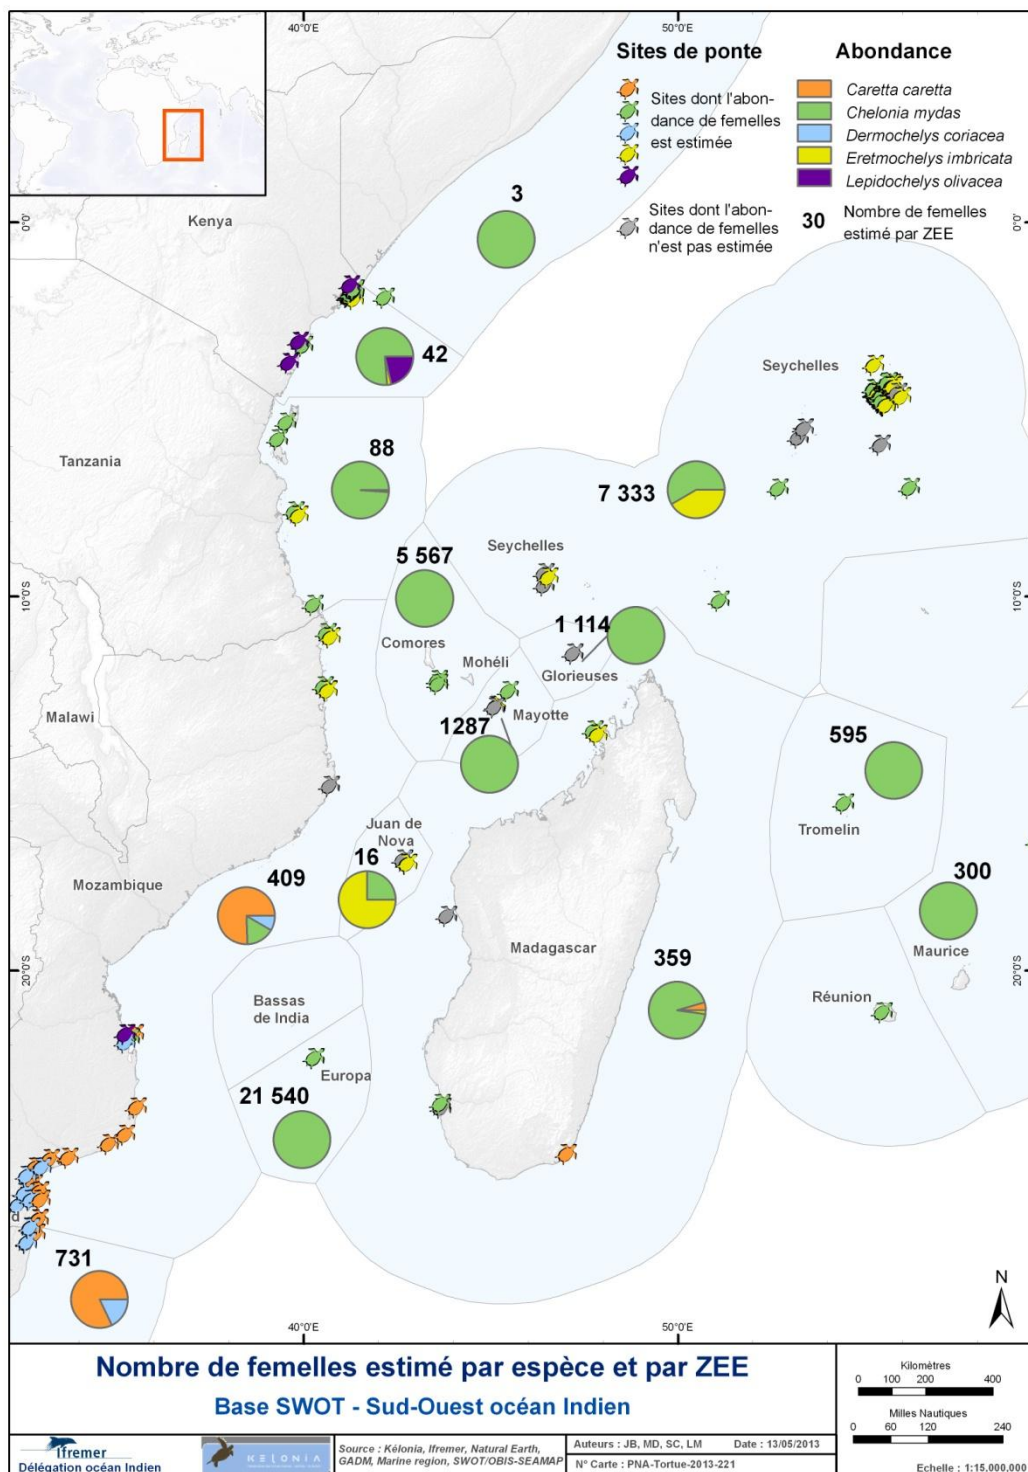 40°0'E
50°0'E
Sites de ponte
Sites dont l'abon-
dance de femelles
est estimée
Sites dont l'abon-
dance de femelles
n'est pas estimée
Abondance
Caretta caretta
Chelonia mydas
Dermochelys coriacea
Eretmochelys imbricata
Lepidochelys olivacea
30
Nombre de femelles
estimé par ZEE
Kenya
3
0°0'
0°0'
42
Seychelles
Tanzania
88
7 333
Seychelles
5 567
10°0'S
10°0'S
1 114
Comores
Mohéli
Glorieuses
Malawi
Mayotte
1287
595
Tromelin
Juan de
Nova
16
Mozambique
409
300
Madagascar
Maurice
359
20°0'S
20°0'S
Bassas
de India
Réunion
Europa
21 540
d
731
N
40°0'E
50°0'E
Nombre de femelles estimé par espèce et par ZEE
Base SWOT - Sud-Ouest océan Indien
Kilomètres
0 100 200 400
Milles Nautiques
0 60 120 240
Echelle : 1:15.000.000
Ifremer
Délégation océan Indien
KELONIA
Source : Kélonia, Ifremer, Natural Earth,
GADM, Marine region, SWOT/OBIS-SEAMAP
Auteurs : JB, MD, SC, LM
Date : 13/05/2013
N° Carte : PNA-Tortue-2013-221